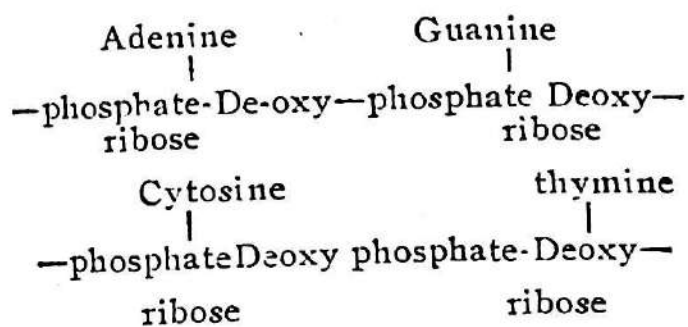 Adenine Guanine
—phosphate-De-oxy—phosphate Deoxy—
ribose ribose
Cytosine thymine
—phosphateDeoxy phosphate-Deoxy—
ribose ribose